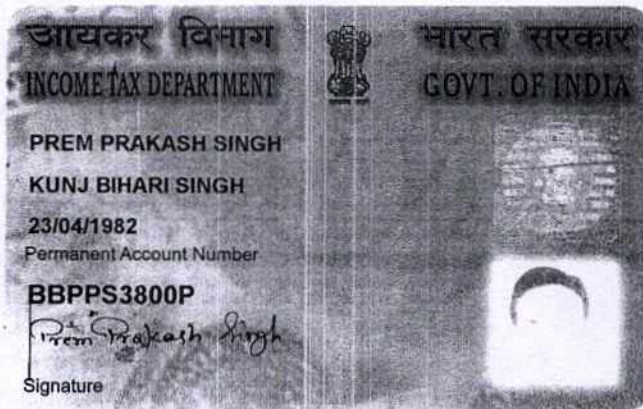 आयकर विभाग
भारत सरकार
INCOME TAX DEPARTMENT
GOVT. OF INDIA
PREM PRAKASH SINGH
KUNJ BIHARI SINGH
23/04/1982
Permanent Account Number
BBPPS3800P
Prem Prakash Singh
Signature